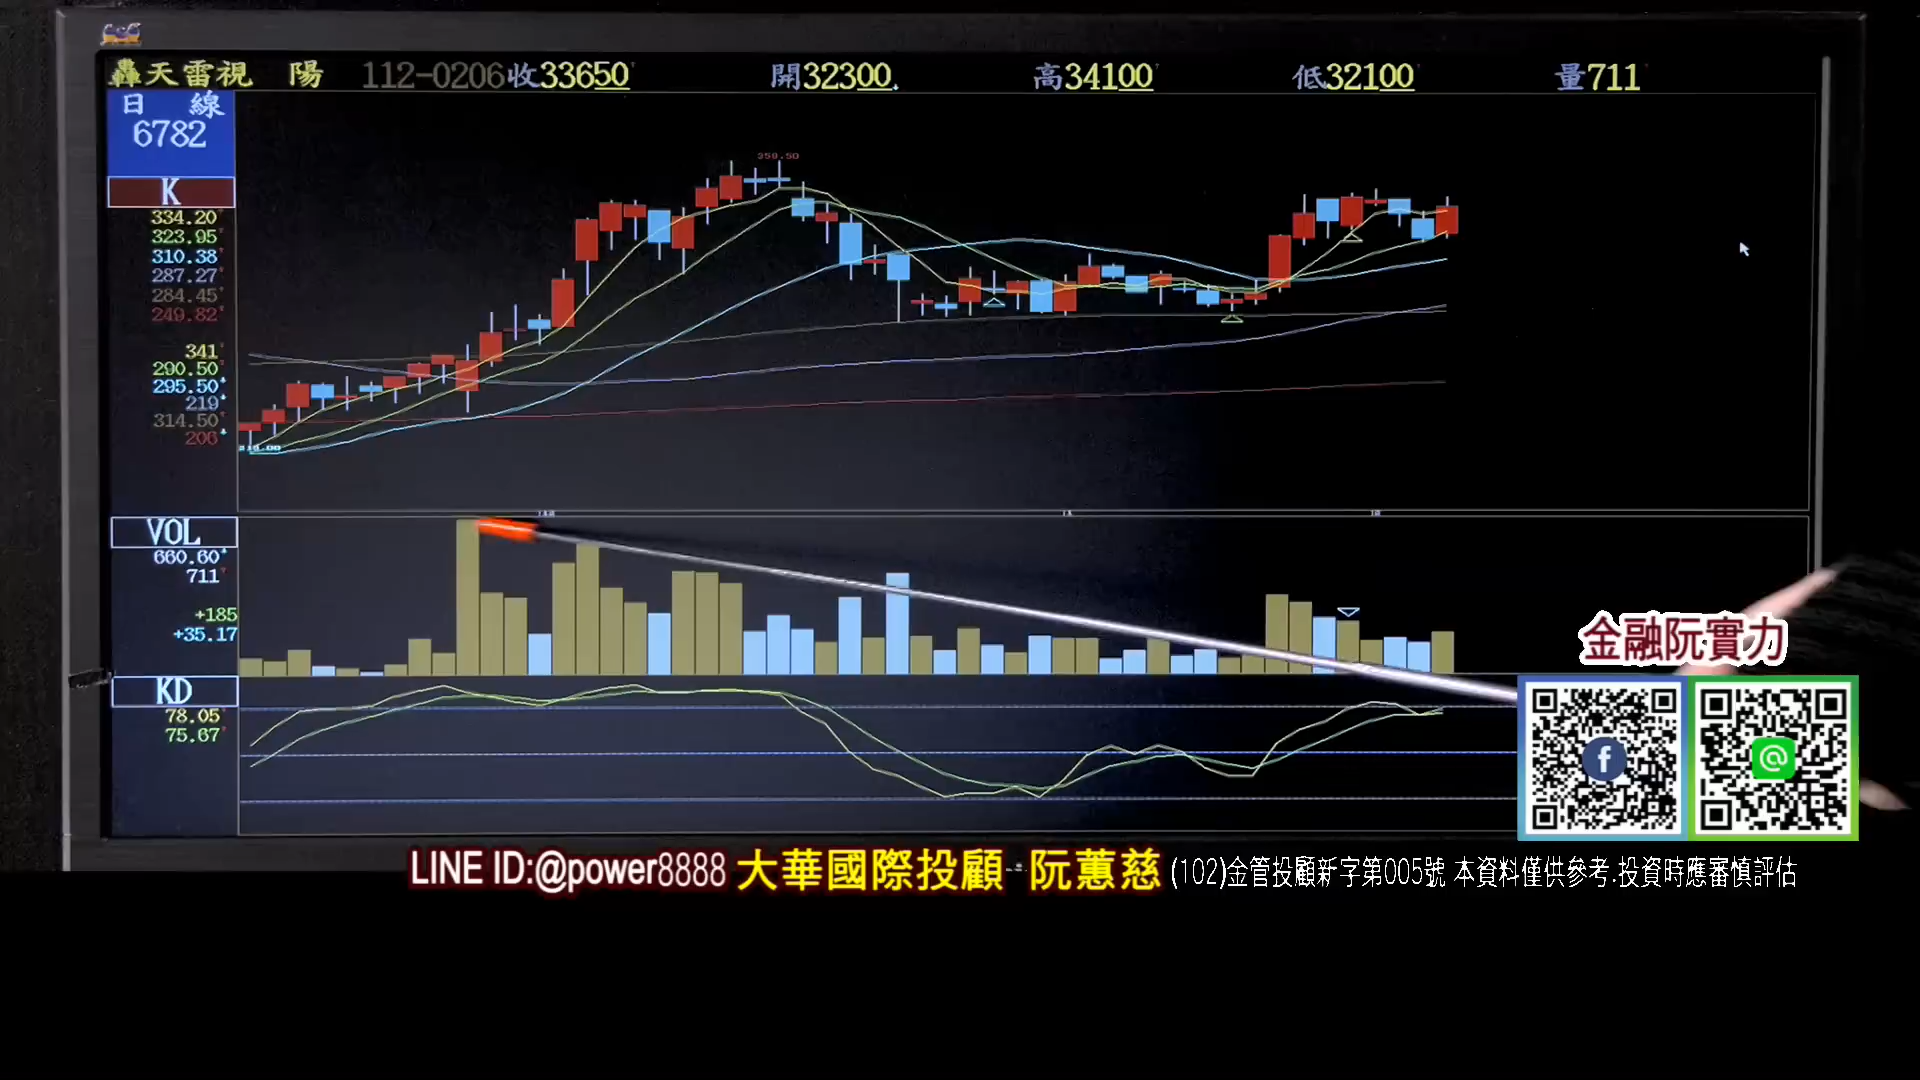 轟天雷視 陽 112-0206 收33650 開32300 高34100 低32100 量711
日 線
6782
K
334.20
323.95
310.38
287.27
284.45
249.82
341
290.50
295.50
219
314.50
206
VOL
660.60
711
+185
+35.17
KD
78.05
75.67
金融阮實力
LINE ID:@power8888 大華國際投顧 阮蕙慈 (102)金管投顧新字第005號 本資料僅供參考.投資時應審慎評估